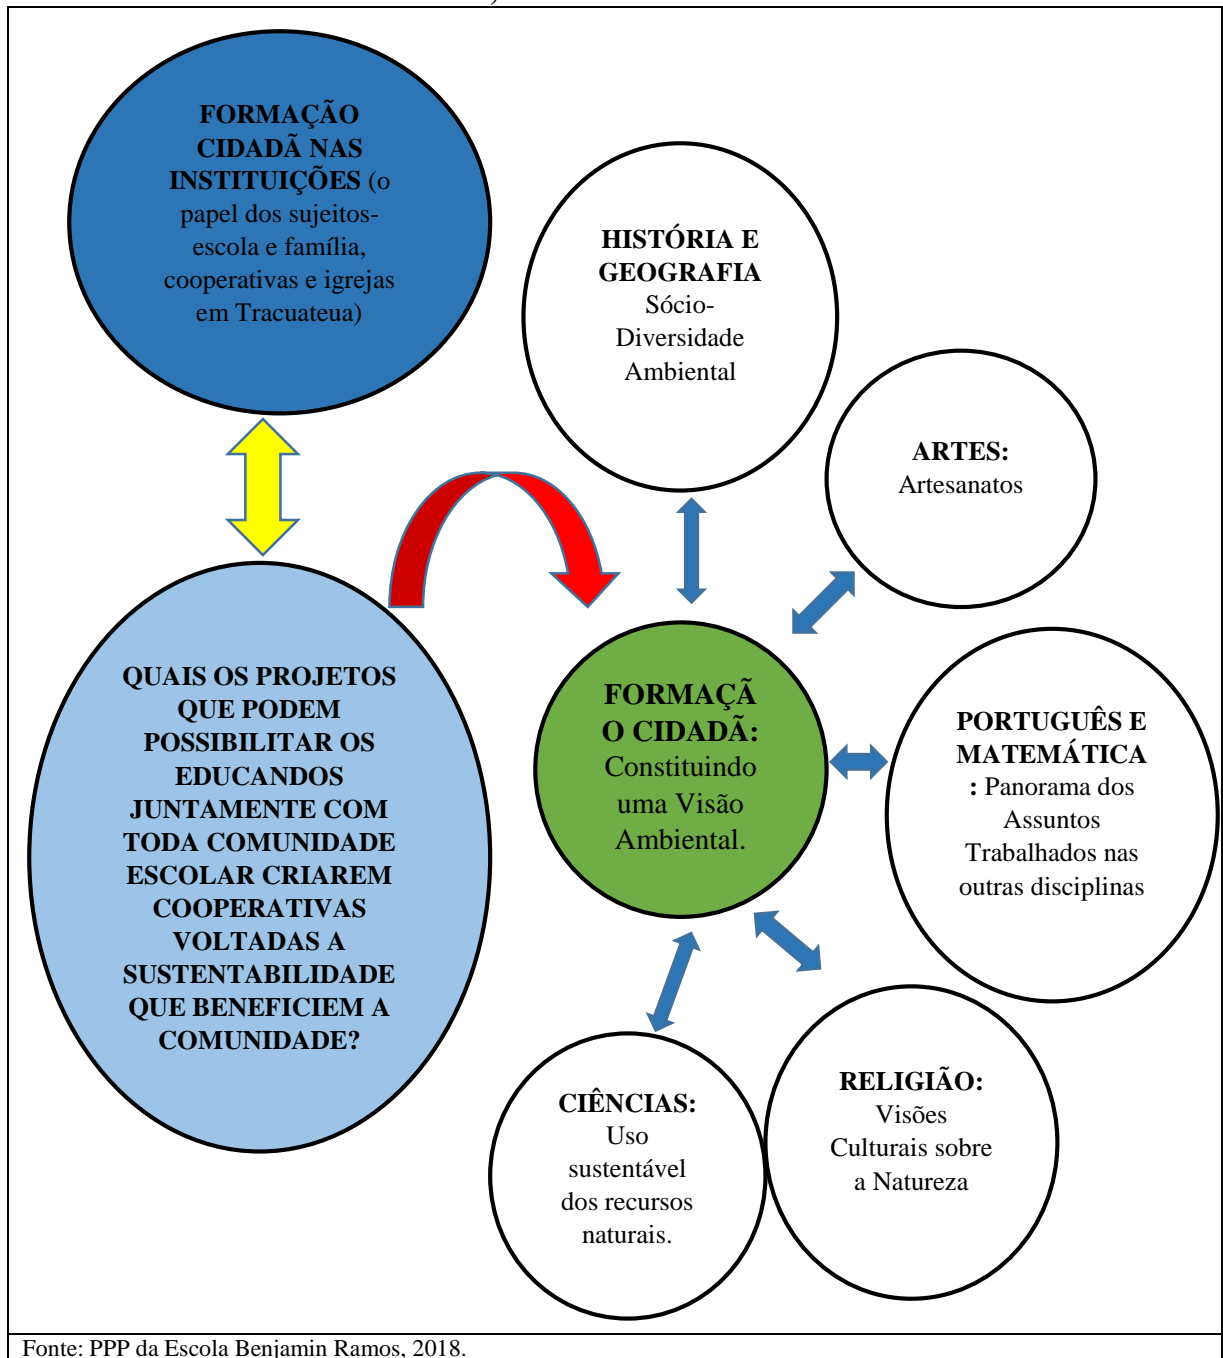 FORMAÇÃO
CIDADÃ NAS
INSTITUIÇÕES (o
papel dos sujeitos-
escola e família,
cooperativas e igrejas
em Tracuateua)
HISTÓRIA E
GEOGRAFIA
Sócio-
Diversidade
Ambiental
ARTES:
Artesanatos
QUAIS OS PROJETOS
QUE PODEM
POSSIBILITAR OS
EDUCANDOS
JUNTAMENTE COM
TODA COMUNIDADE
ESCOLAR CRIAREM
COOPERATIVAS
VOLTADAS A
SUSTENTABILIDADE
QUE BENEFICIEM A
COMUNIDADE?
FORMAÇÃ
O CIDADÃ:
Constituindo
uma Visão
Ambiental.
PORTUGUÊS E
MATEMÁTICA
: Panorama dos
Assuntos
Trabalhados nas
outras disciplinas
CIÊNCIAS:
Uso
sustentável
dos recursos
naturais.
RELIGIÃO:
Visões
Culturais sobre
a Natureza
Fonte: PPP da Escola Benjamin Ramos, 2018.